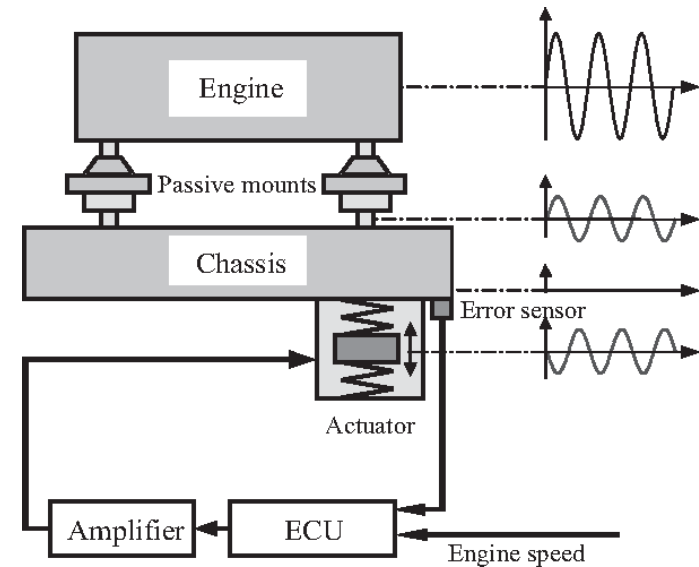 Engine
Passive mounts
Chassis
Error sensor
Actuator
Amplifier
ECU
Engine speed